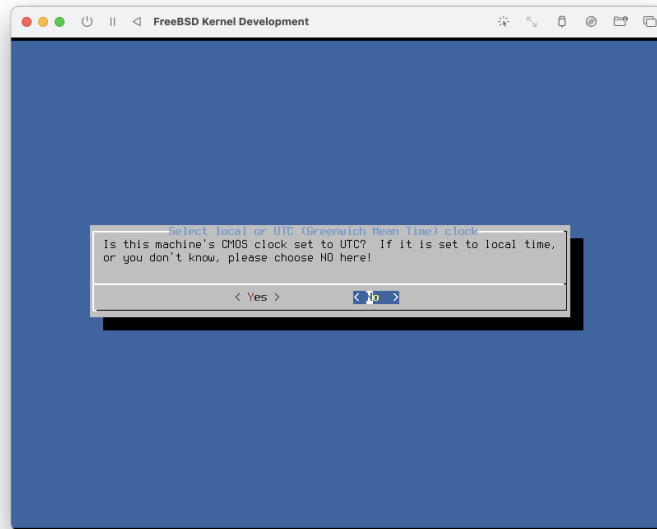 FreeBSD Kernel Development
Select local or UTC (Greenwich Mean Time) clock
Is this machine's CMOS clock set to UTC?  If it is set to local time,
or you don't know, please choose NO here!
< Yes > < No >